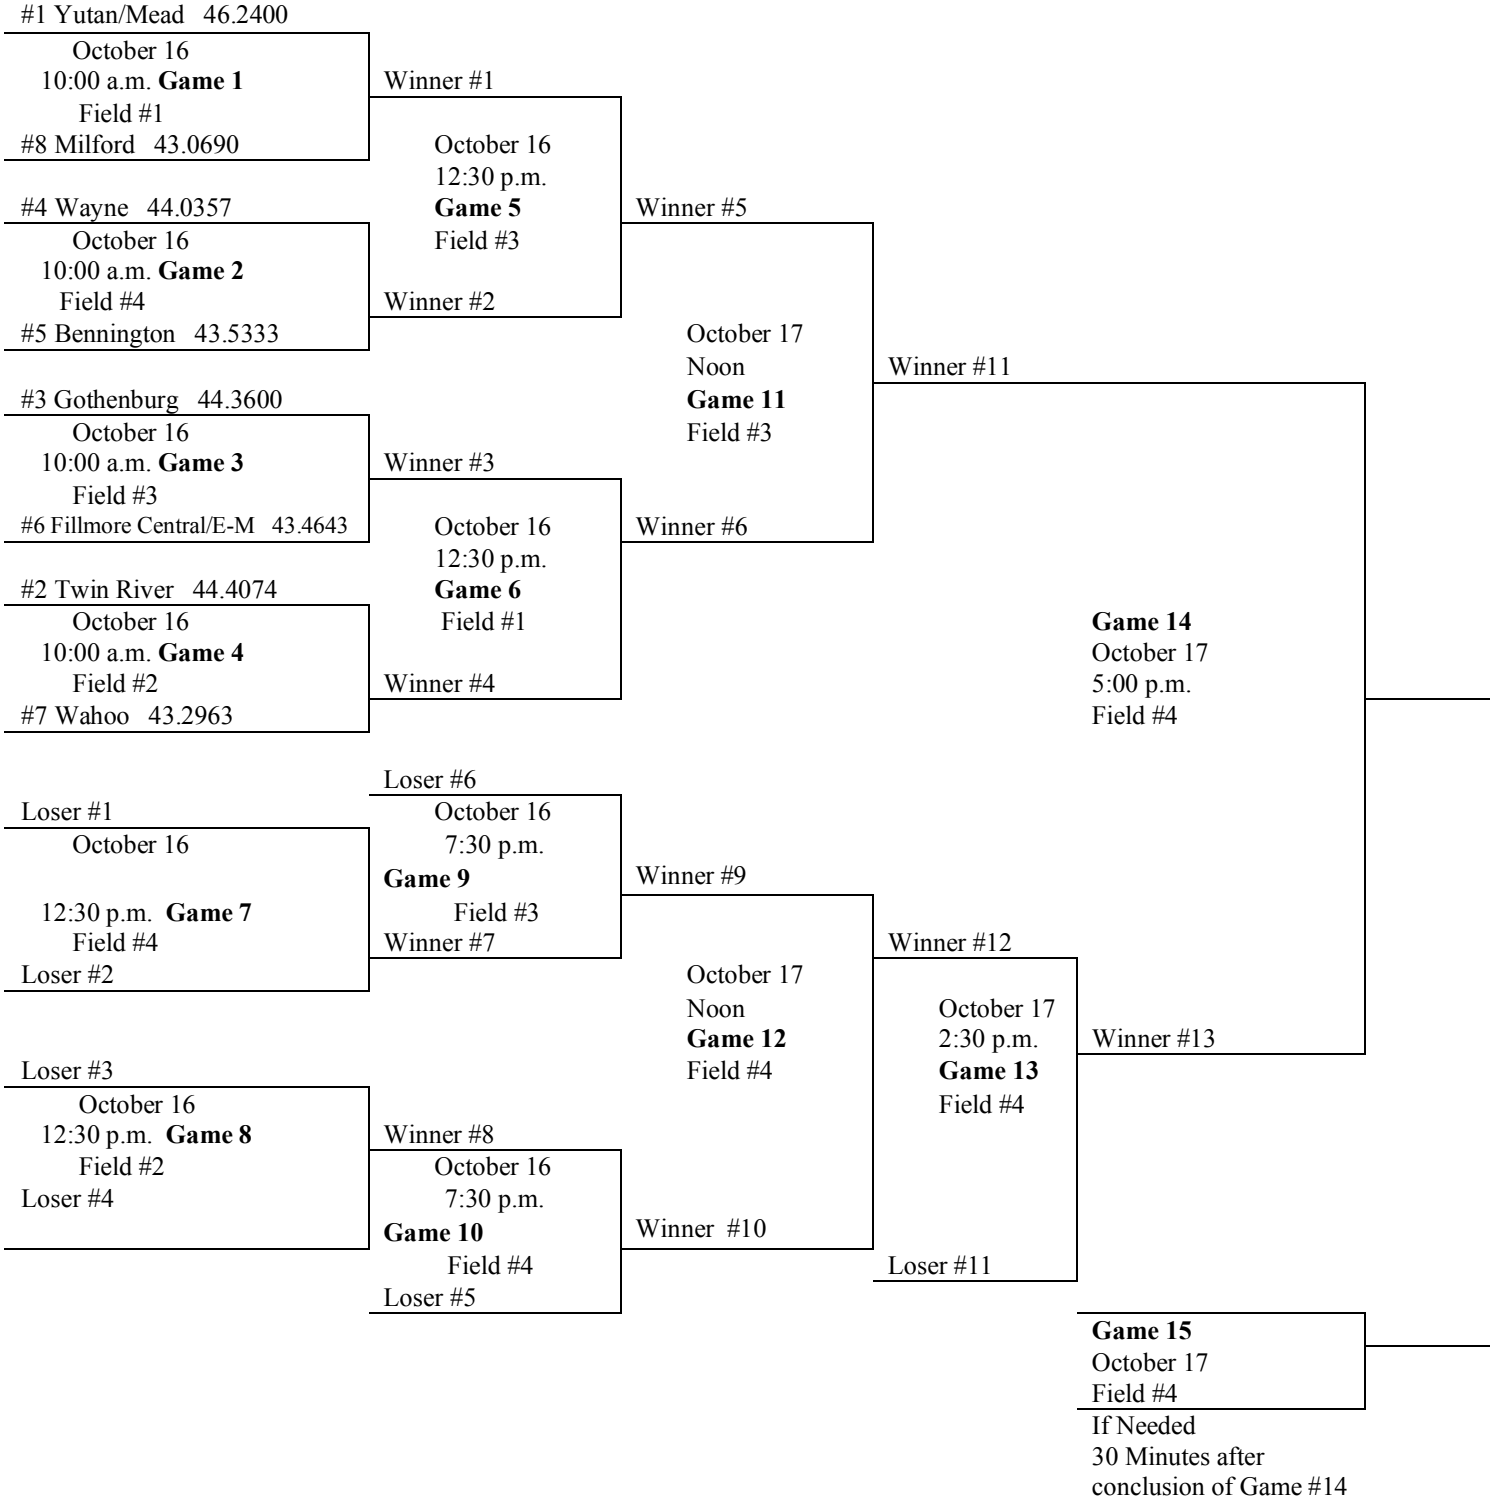 #1 Yutan/Mead 46.2400
October 16
10:00 a.m. Game 1
Field #1
#8 Milford 43.0690
#4 Wayne 44.0357
October 16
10:00 a.m. Game 2
Field #4
#5 Bennington 43.5333
#3 Gothenburg 44.3600
October 16
10:00 a.m. Game 3
Field #3
#6 Fillmore Central/E-M 43.4643
#2 Twin River 44.4074
October 16
10:00 a.m. Game 4
Field #2
#7 Wahoo 43.2963
Loser #1
October 16
12:30 p.m. Game 7
Field #4
Loser #2
Loser #3
October 16
12:30 p.m. Game 8
Field #2
Loser #4
Winner #1
October 16
12:30 p.m.
Game 5
Field #3
Winner #2
Winner #3
October 16
12:30 p.m.
Game 6
Field #1
Winner #4
Loser #6
October 16
7:30 p.m.
Game 9
Field #3
Winner #7
Winner #8
October 16
7:30 p.m.
Game 10
Field #4
Loser #5
Winner #5
October 17
Noon
Game 11
Field #3
Winner #6
Winner #9
October 17
Noon
Game 12
Field #4
Winner #10
Winner #11
Winner #12
October 17
2:30 p.m.
Game 13
Field #4
Loser #11
Game 14
October 17
5:00 p.m.
Field #4
Winner #13
Game 15
October 17
Field #4
If Needed
30 Minutes after
conclusion of Game #14